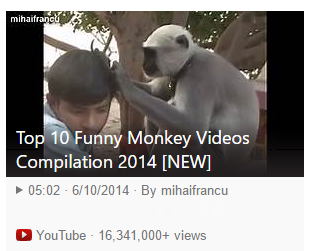 mihaifrancu
Top 10 Funny Monkey Videos
Compilation 2014 [NEW]
05:02 · 6/10/2014 · By mihaifrancu
YouTube · 16,341,000+ views